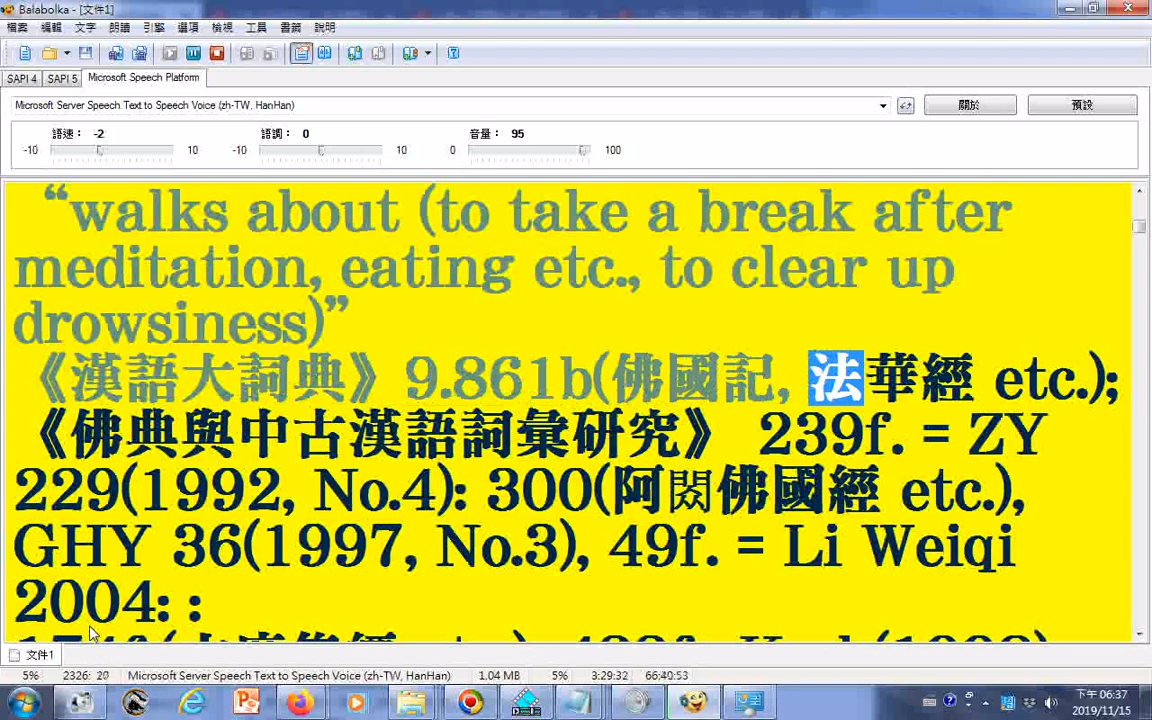 Balabolka - [文件1]
檔案 編輯 文字 朗讀 引擎 選項 檢視 工具 書籤 說明
SAPI 4 SAPI 5 Microsoft Speech Platform
Microsoft Server Speech Text to Speech Voice (zh-TW, HanHan) 關於 預設
語速： -2 語調： 0 音量： 95
-10 10 -10 10 0 100
“walks about (to take a break after
meditation, eating etc., to clear up
drowsiness)”
《漢語大詞典》 9.861b(佛國記, 法華經 etc.);
《佛典與中古漢語詞彙研究》 239f. = ZY
229(1992, No.4): 300(阿閦佛國經 etc.),
GHY 36(1997, No.3), 49f. = Li Weiqi
2004: :
文件1
5% 2326: 20 Microsoft Server Speech Text to Speech Voice (zh-TW, HanHan) 1.04 MB 5% 3:29:32 66:40:53
下午 06:37
2019/11/15